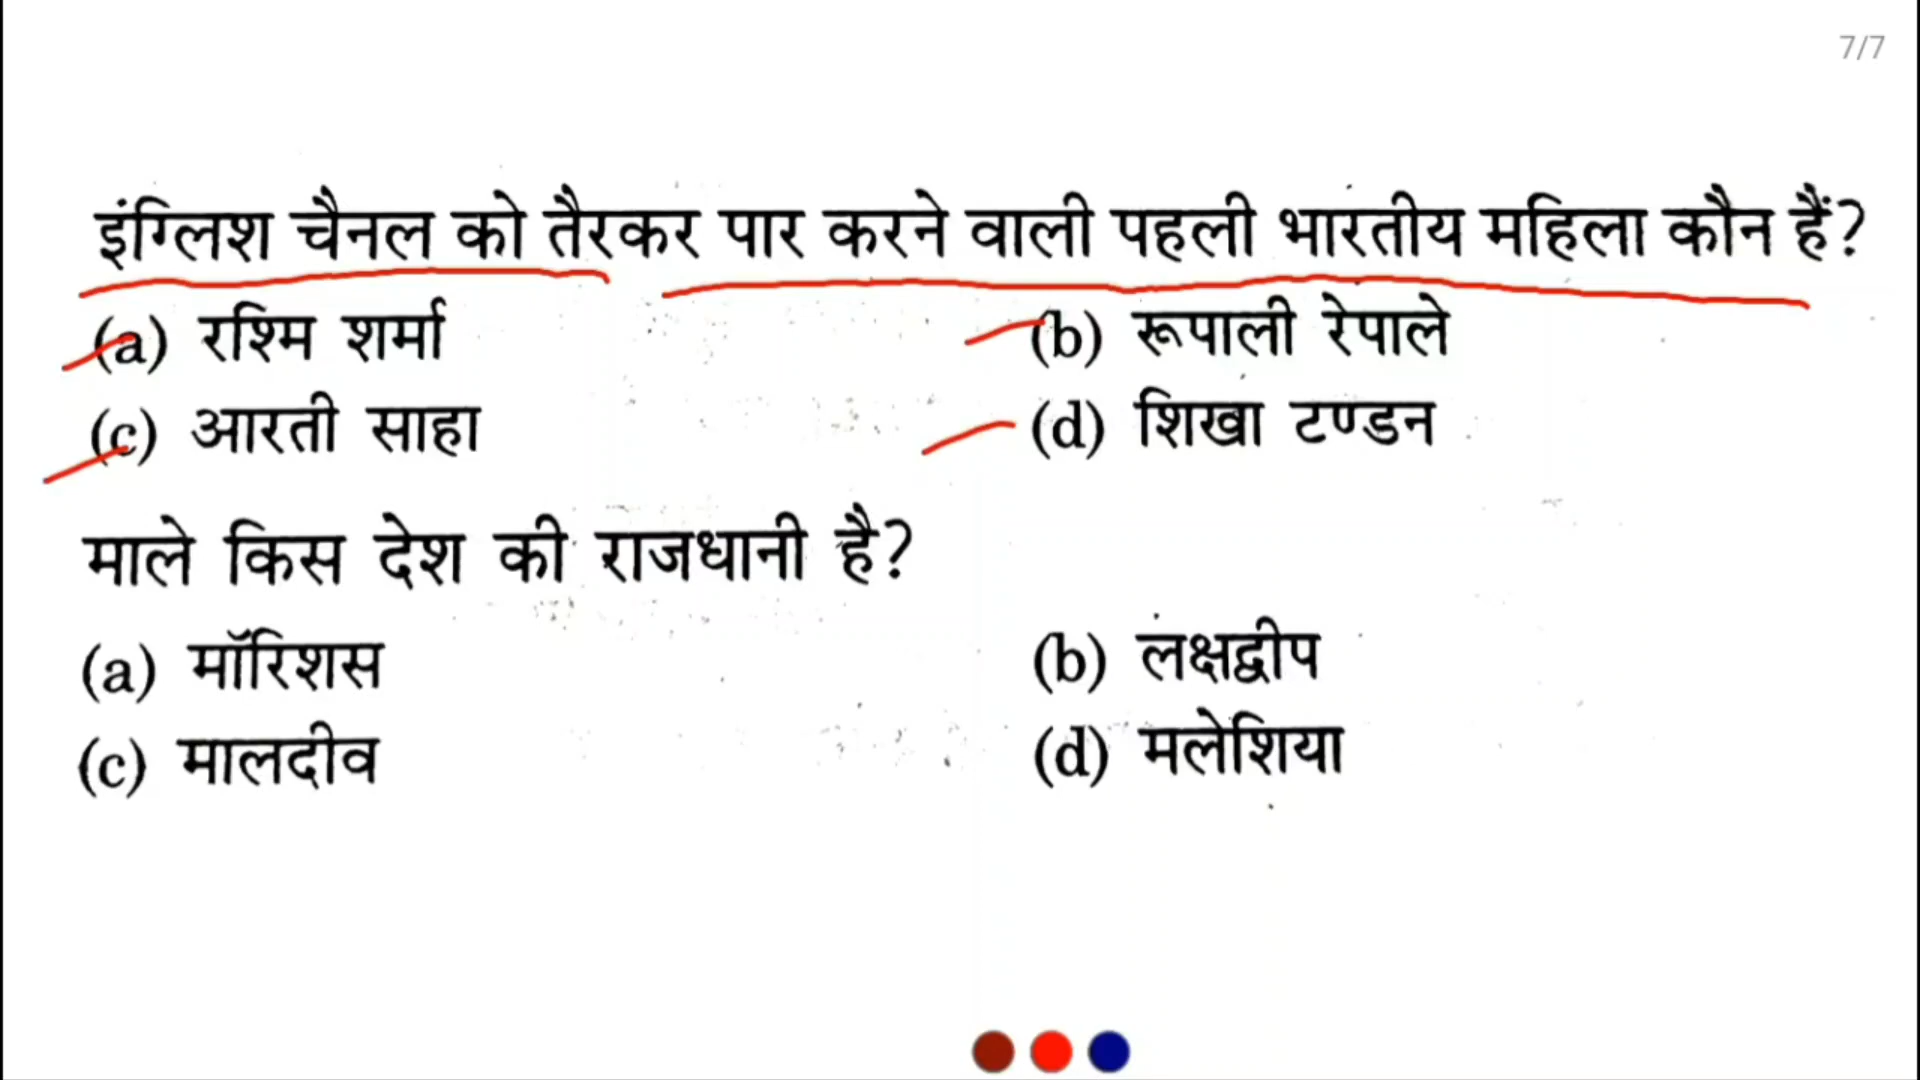 7/7
इंग्लिश चैनल को तैरकर पार करने वाली पहली भारतीय महिला कौन हैं?
(a) रश्मि शर्मा (b) रूपाली रेपाले
(c) आरती साहा (d) शिखा टण्डन
माले किस देश की राजधानी है?
(a) मॉरिशस (b) लक्षद्वीप
(c) मालदीव (d) मलेशिया